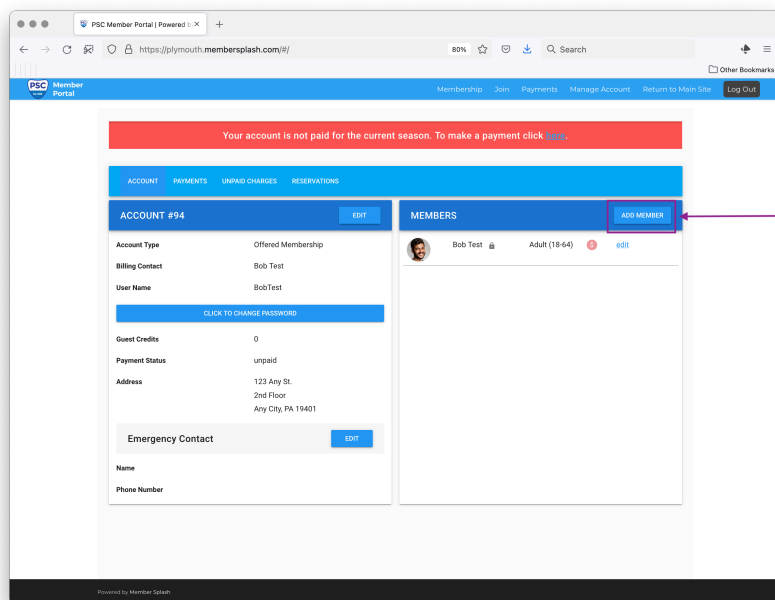 PSC Member Portal | Powered b
https://plymouth.membersplash.com/#/
80%
Search
Other Bookmarks
PSC
Member
Portal
Membership Join Payments Manage Account Return to Main Site Log Out
Your account is not paid for the current season. To make a payment click here.
ACCOUNT PAYMENTS UNPAID CHARGES RESERVATIONS
ACCOUNT #94 EDIT
MEMBERS ADD MEMBER
Account Type Offered Membership
Billing Contact Bob Test
User Name BobTest
CLICK TO CHANGE PASSWORD
Guest Credits 0
Payment Status unpaid
Address 123 Any St.
2nd Floor
Any City, PA 19401
Emergency Contact EDIT
Name
Phone Number
Bob Test Adult (18-64) edit
Powered by Member Splash